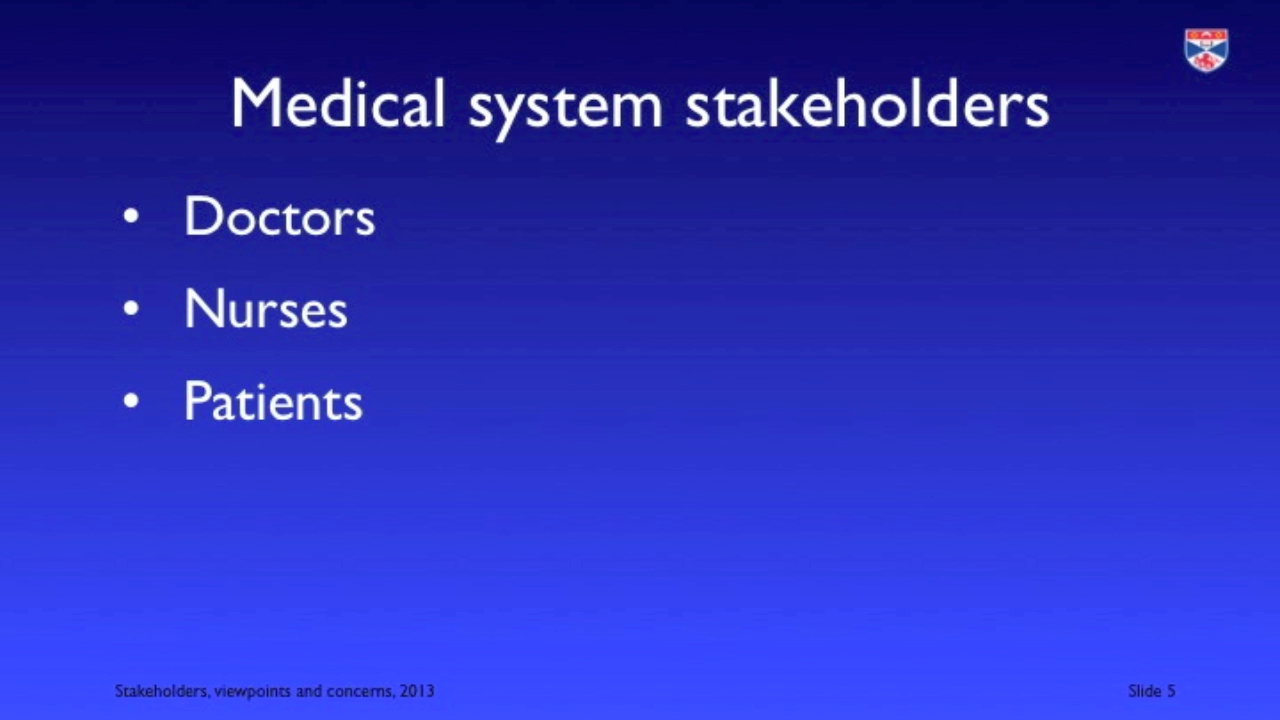 Medical system stakeholders
• Doctors
• Nurses
• Patients
Stakeholders, viewpoints and concerns, 2013
Slide 5